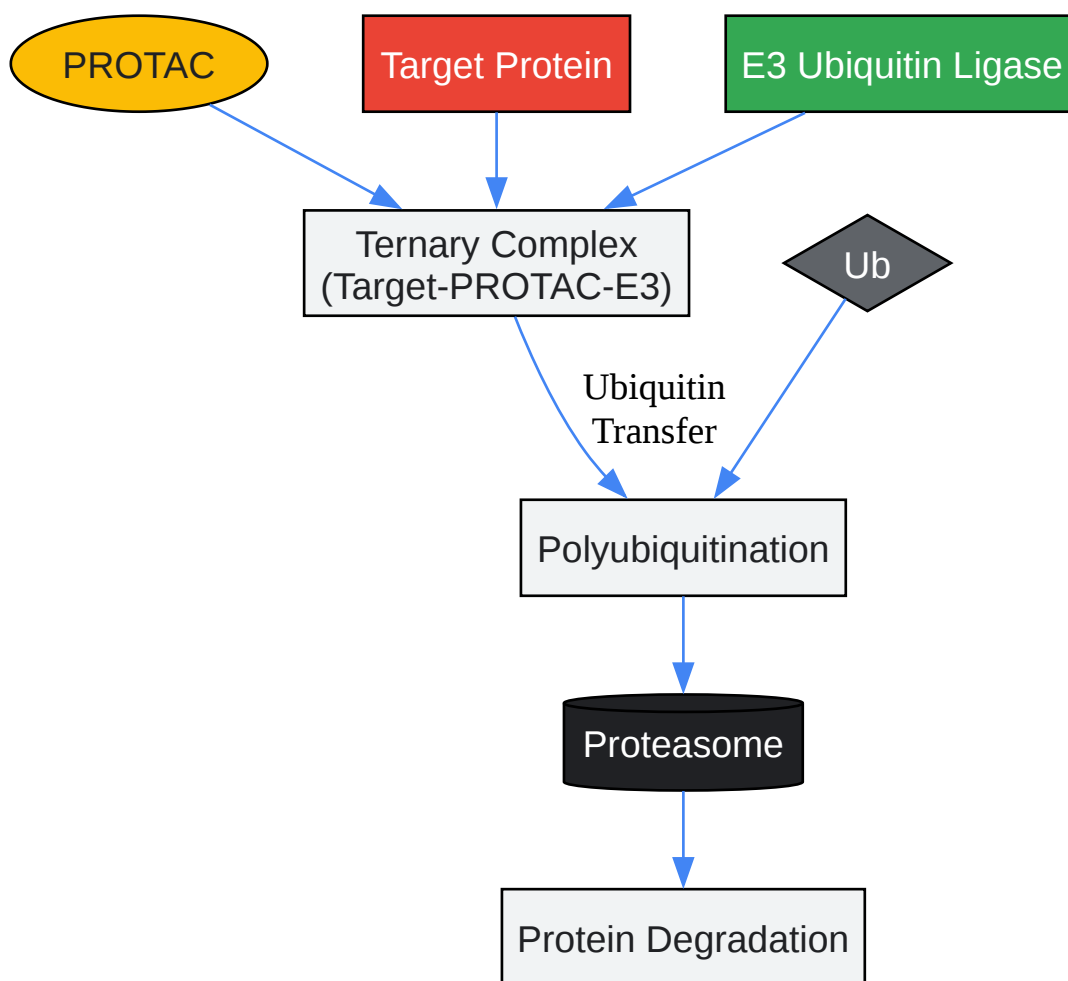 PROTAC
Target Protein
E3 Ubiquitin Ligase
Ternary Complex
(Target-PROTAC-E3)
Ub
Ubiquitin
Transfer
Polyubiquitination
Proteasome
Protein Degradation